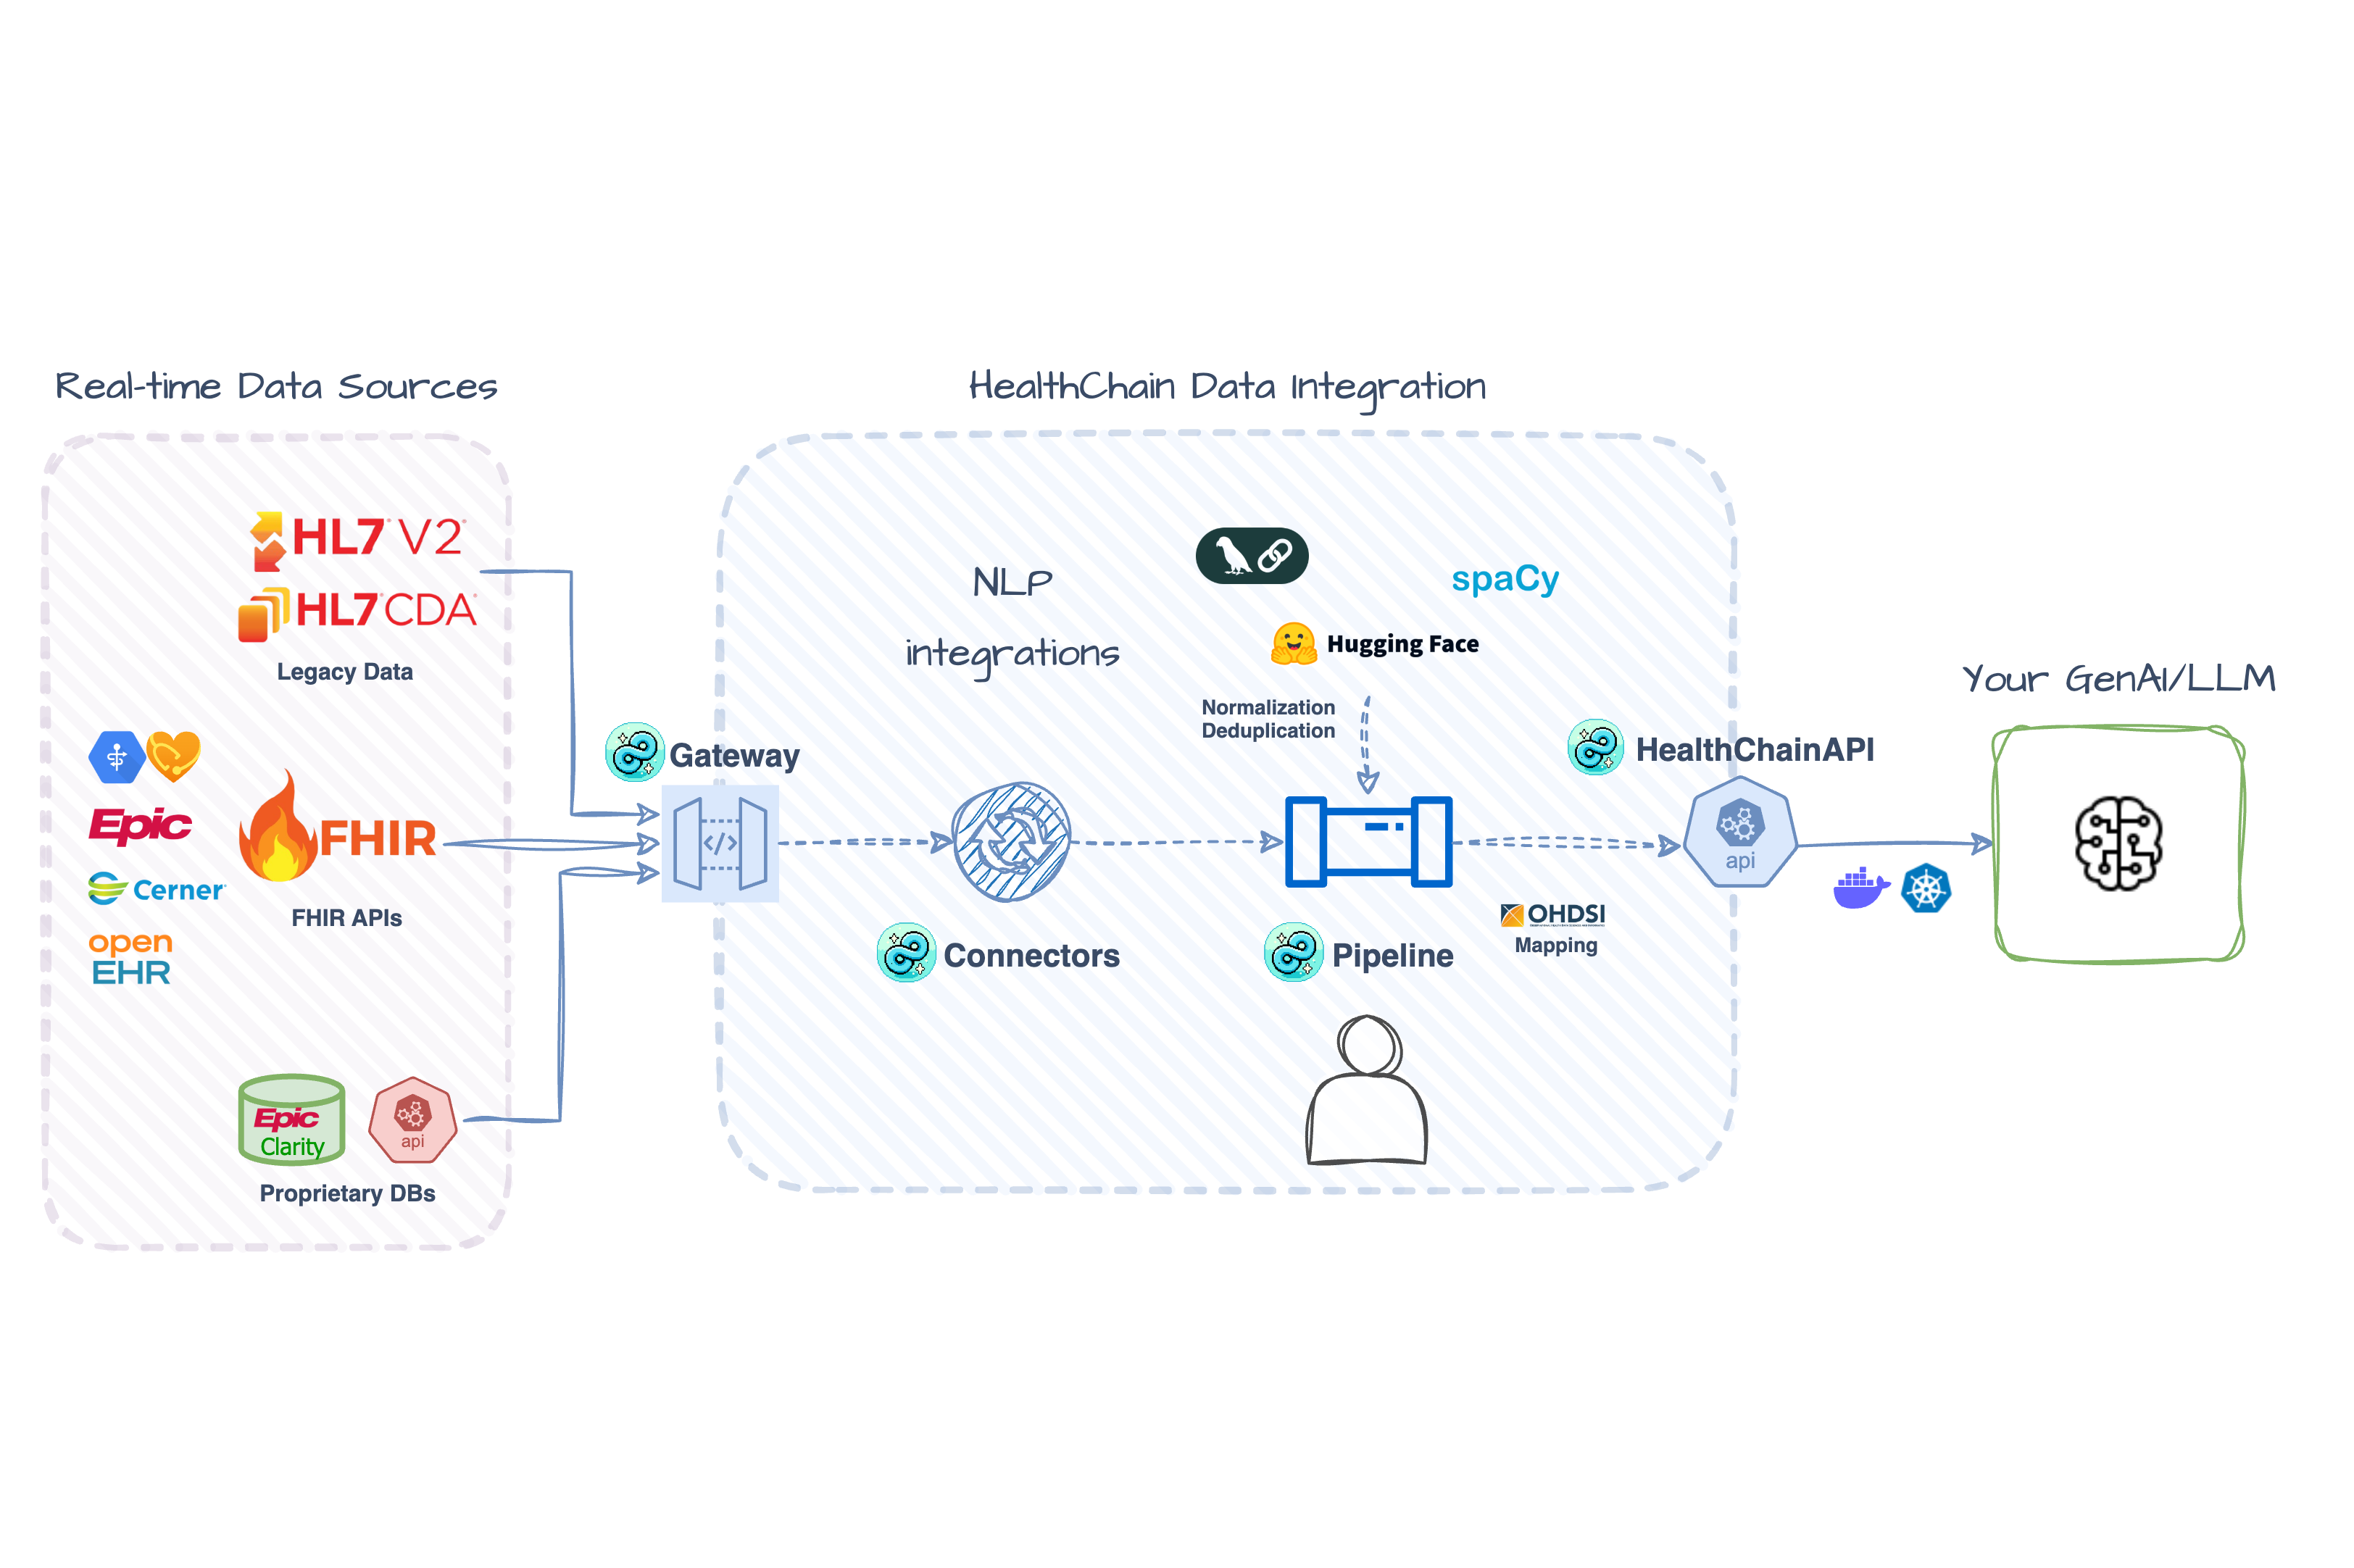 Real-time Data Sources
HL7 V2
HL7 CDA
Legacy Data
Epic
Cerner
open
EHR
FHIR
FHIR APIs
Epic
Clarity
api
Proprietary DBs
HealthChain Data Integration
NLP
integrations
spaCy
Hugging Face
Normalization
Deduplication
Gateway
</>
Connectors
Pipeline
OHDSI
Mapping
HealthChainAPI
api
Your GenAI/LLM